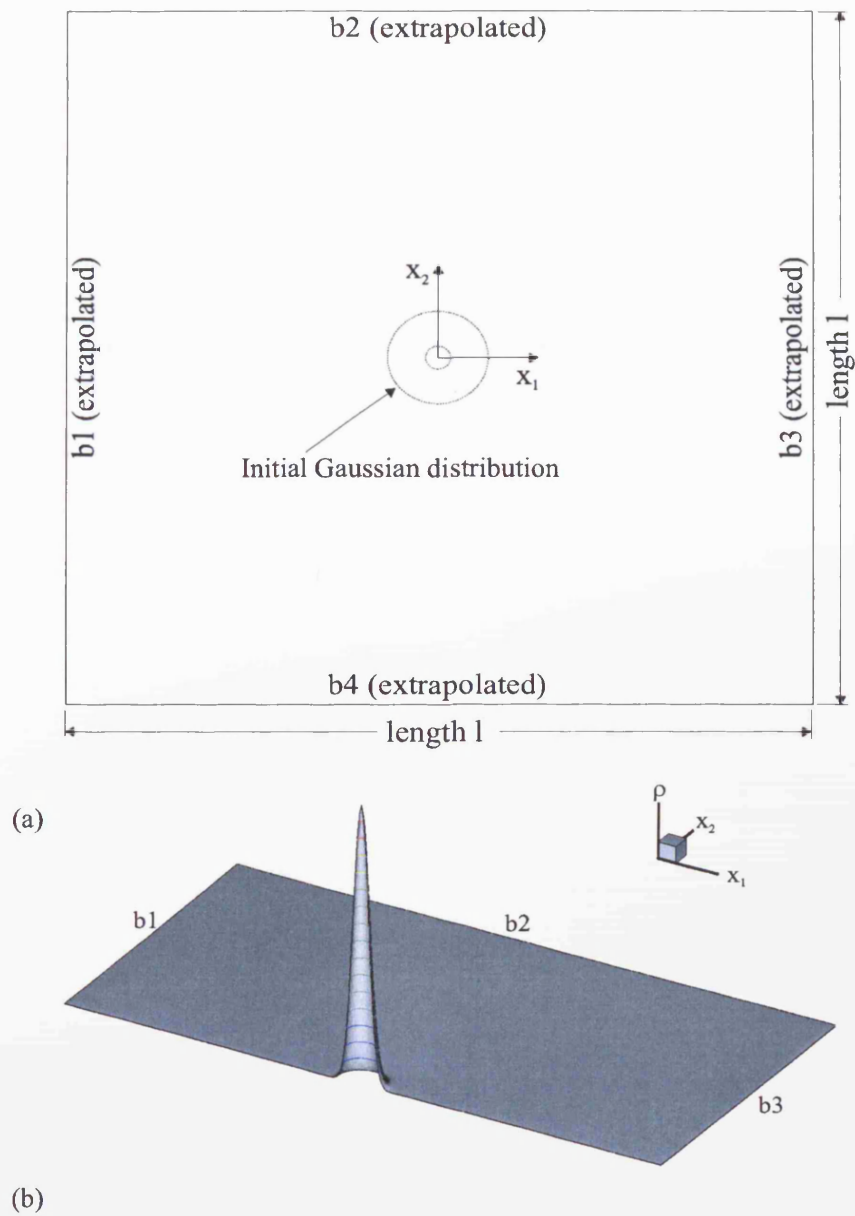 b2 (extrapolated)
b1 (extrapolated)
X2
X1
b3 (extrapolated)
length l
Initial Gaussian distribution
b4 (extrapolated)
length l
(a)
ρ
X2
X1
b1
b2
b3
(b)